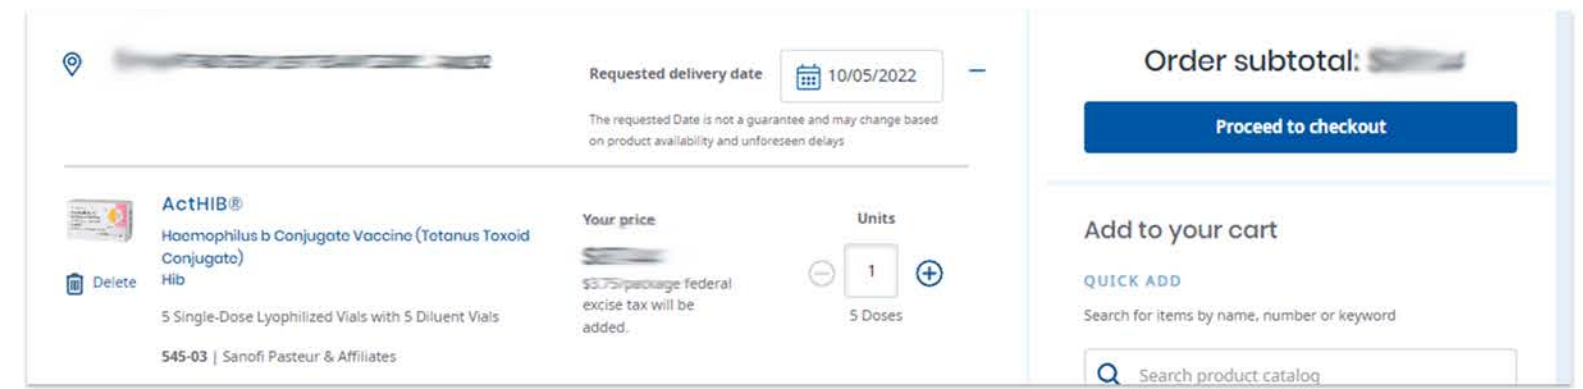 Requested delivery date
10/05/2022
The requested Date is not a guarantee and may change based
on product availability and unforeseen delays
ActHIB®
Haemophilus b Conjugate Vaccine (Tetanus Toxoid
Conjugate)
Hib
Delete
5 Single-Dose Lyophilized Vials with 5 Diluent Vials
545-03 | Sanofi Pasteur & Affiliates
Your price
$3.75/package federal
excise tax will be
added.
Units
1
5 Doses
Order subtotal:
Proceed to checkout
Add to your cart
QUICK ADD
Search for items by name, number or keyword
Search product catalog